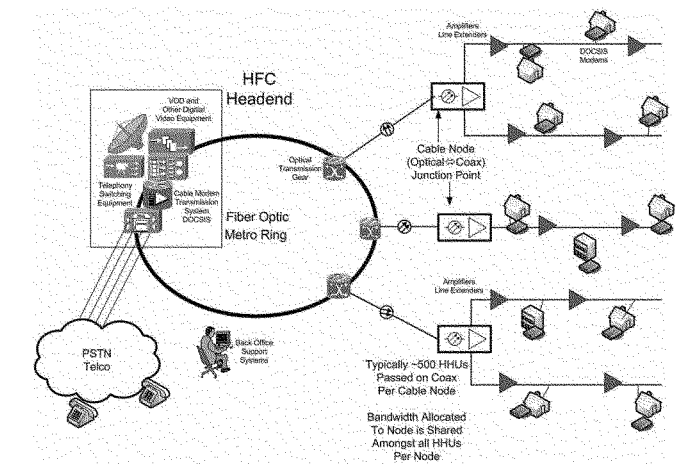 Amplifiers
Line Extenders
DOCSIS
Modems
HFC
Headend
VOD and
Other Digital
Video Equipment
Telephony
Switching
Equipment
Cable Modem
Transmission
System
DOCSIS
Optical
Transmission
Gear
Cable Node
(Optical⇔Coax)
Junction Point
Fiber Optic
Metro Ring
Amplifiers
Line Extenders
PSTN
Telco
Back Office
Support
Systems
Typically ~500 HHUs
Passed on Coax
Per Cable Node
Bandwidth Allocated
To Node is Shared
Amongst all HHUs
Per Node